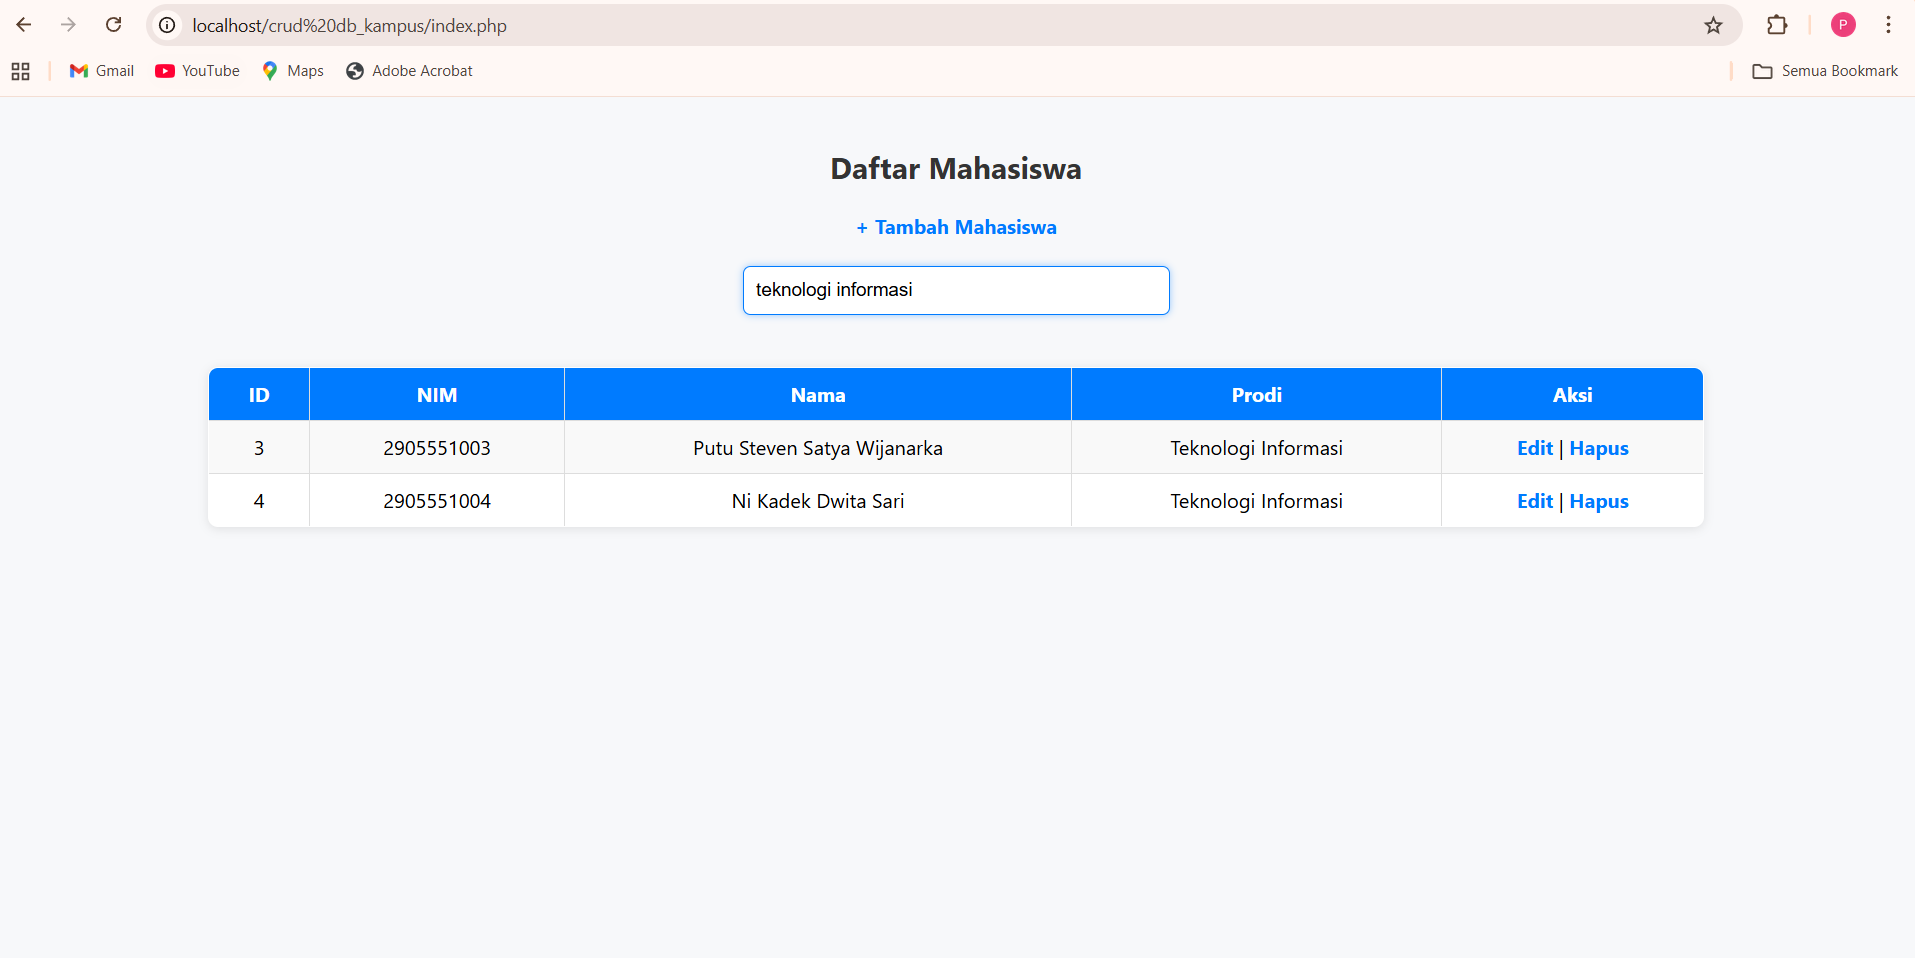 localhost/crud%20db_kampus/index.php
P
Gmail YouTube Maps Adobe Acrobat Semua Bookmark
Daftar Mahasiswa
+ Tambah Mahasiswa
teknologi informasi
ID NIM Nama Prodi Aksi
3 2905551003 Putu Steven Satya Wijanarka Teknologi Informasi Edit | Hapus
4 2905551004 Ni Kadek Dwita Sari Teknologi Informasi Edit | Hapus